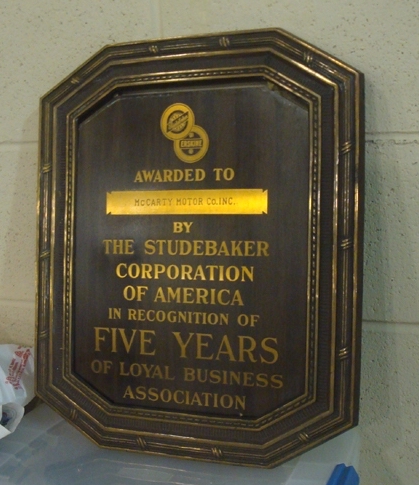 ERSKINE
AWARDED TO
MCCARTY MOTOR CO. INC.
BY
THE STUDEBAKER
CORPORATION
OF AMERICA
IN RECOGNITION OF
FIVE YEARS
OF LOYAL BUSINESS
ASSOCIATION